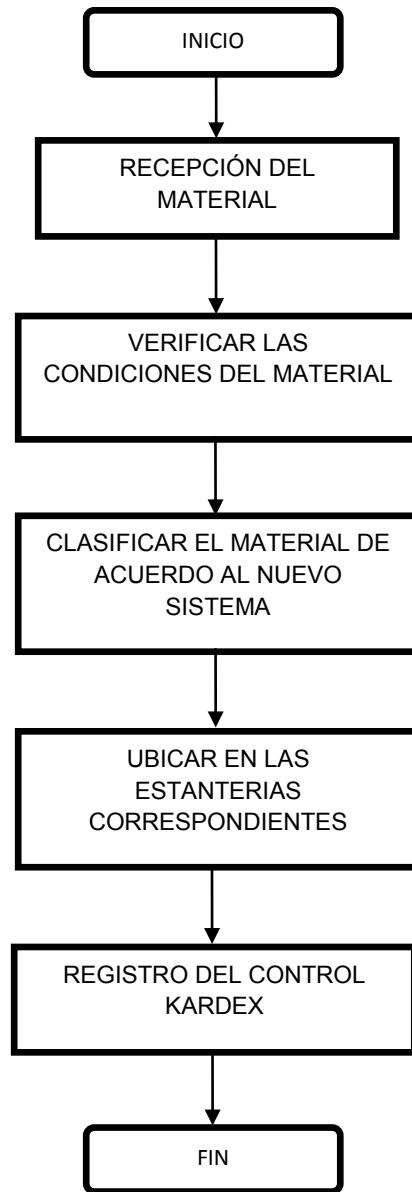 INICIO
RECEPCIÓN DEL
MATERIAL
VERIFICAR LAS
CONDICIONES DEL MATERIAL
CLASIFICAR EL MATERIAL DE
ACUERDO AL NUEVO
SISTEMA
UBICAR EN LAS
ESTANTERIAS
CORRESPONDIENTES
REGISTRO DEL CONTROL
KARDEX
FIN